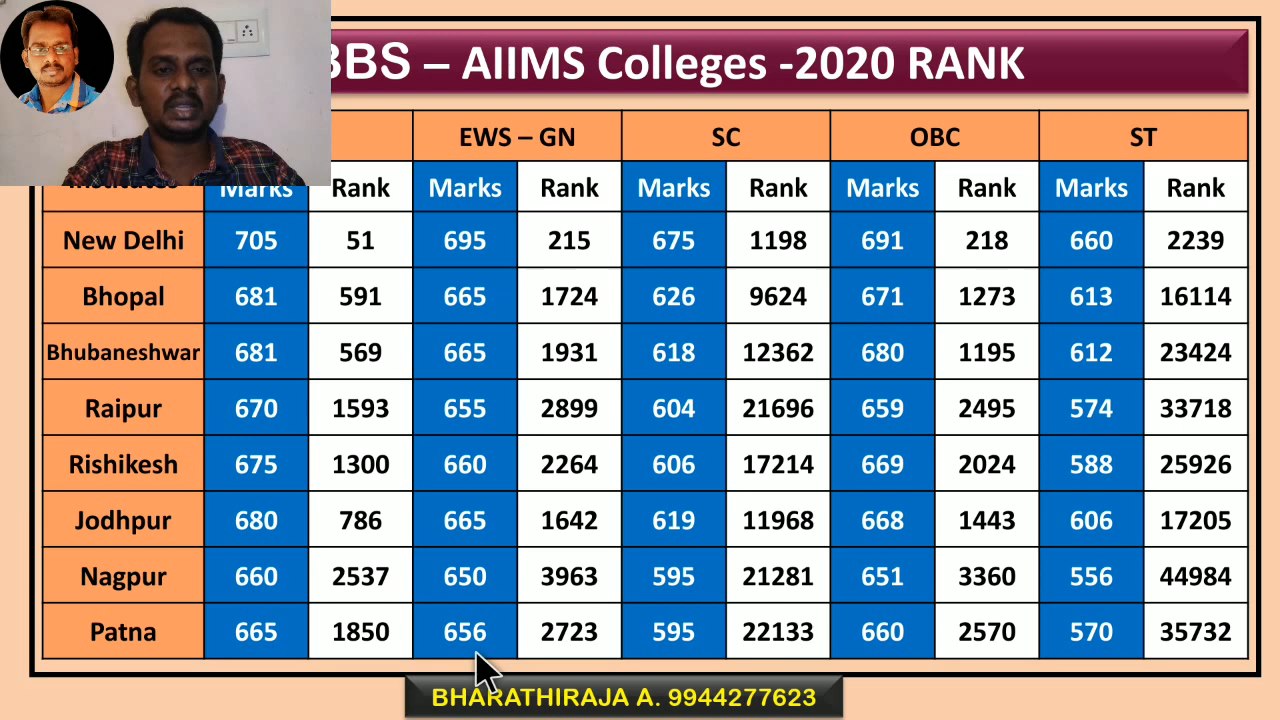 BBS – AIIMS Colleges -2020 RANK
EWS – GN SC OBC ST
Institutes Marks Rank Marks Rank Marks Rank Marks Rank Marks Rank
New Delhi 705 51 695 215 675 1198 691 218 660 2239
Bhopal 681 591 665 1724 626 9624 671 1273 613 16114
Bhubaneshwar 681 569 665 1931 618 12362 680 1195 612 23424
Raipur 670 1593 655 2899 604 21696 659 2495 574 33718
Rishikesh 675 1300 660 2264 606 17214 669 2024 588 25926
Jodhpur 680 786 665 1642 619 11968 668 1443 606 17205
Nagpur 660 2537 650 3963 595 21281 651 3360 556 44984
Patna 665 1850 656 2723 595 22133 660 2570 570 35732
BHARATHIRAJA A. 9944277623